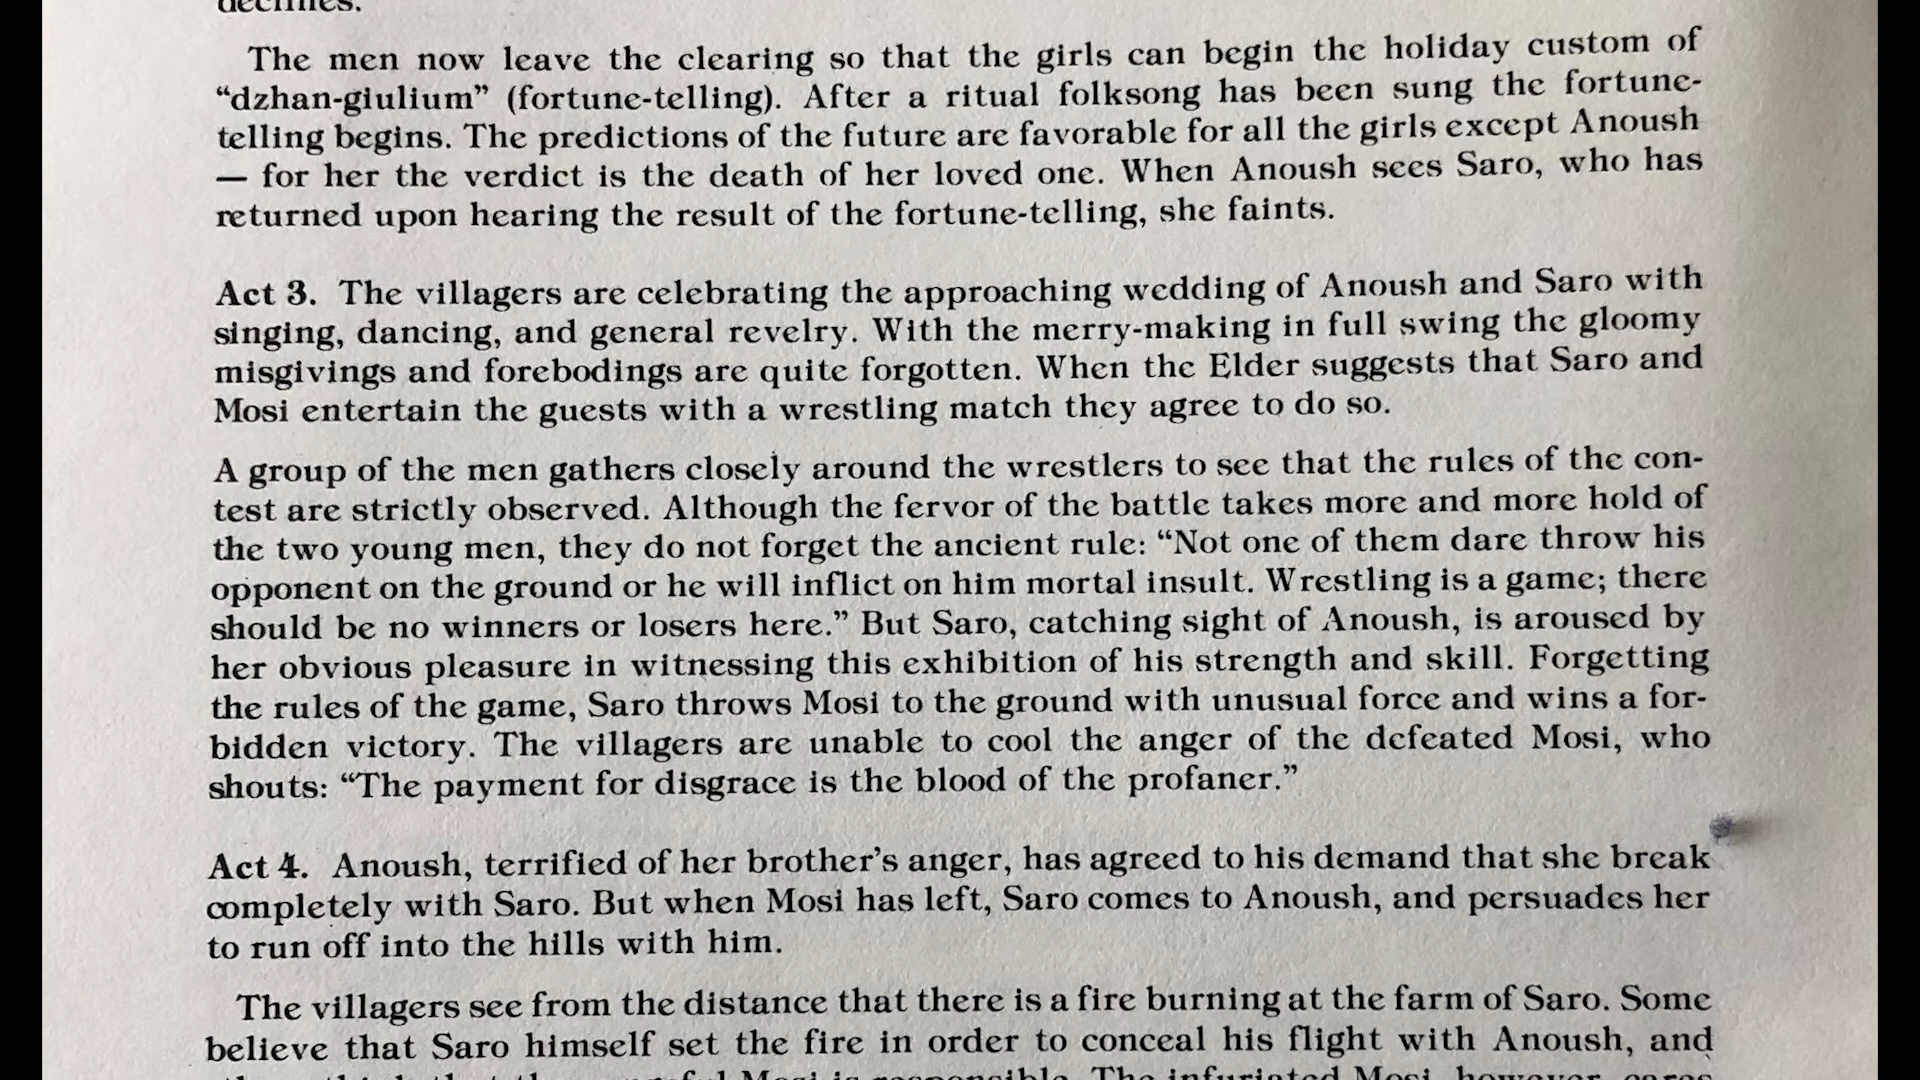 declines.
The men now leave the clearing so that the girls can begin the holiday custom of
“dzhan-giulium” (fortune-telling). After a ritual folksong has been sung the fortune-
telling begins. The predictions of the future are favorable for all the girls except Anoush
— for her the verdict is the death of her loved one. When Anoush sees Saro, who has
returned upon hearing the result of the fortune-telling, she faints.
Act 3. The villagers are celebrating the approaching wedding of Anoush and Saro with
singing, dancing, and general revelry. With the merry-making in full swing the gloomy
misgivings and forebodings are quite forgotten. When the Elder suggests that Saro and
Mosi entertain the guests with a wrestling match they agree to do so.
A group of the men gathers closely around the wrestlers to see that the rules of the con-
test are strictly observed. Although the fervor of the battle takes more and more hold of
the two young men, they do not forget the ancient rule: “Not one of them dare throw his
opponent on the ground or he will inflict on him mortal insult. Wrestling is a game; there
should be no winners or losers here.” But Saro, catching sight of Anoush, is aroused by
her obvious pleasure in witnessing this exhibition of his strength and skill. Forgetting
the rules of the game, Saro throws Mosi to the ground with unusual force and wins a for-
bidden victory. The villagers are unable to cool the anger of the defeated Mosi, who
shouts: “The payment for disgrace is the blood of the profaner.”
Act 4. Anoush, terrified of her brother’s anger, has agreed to his demand that she break
completely with Saro. But when Mosi has left, Saro comes to Anoush, and persuades her
to run off into the hills with him.
The villagers see from the distance that there is a fire burning at the farm of Saro. Some
believe that Saro himself set the fire in order to conceal his flight with Anoush, and
Mosi is responsible. The infuriated Mosi, however,